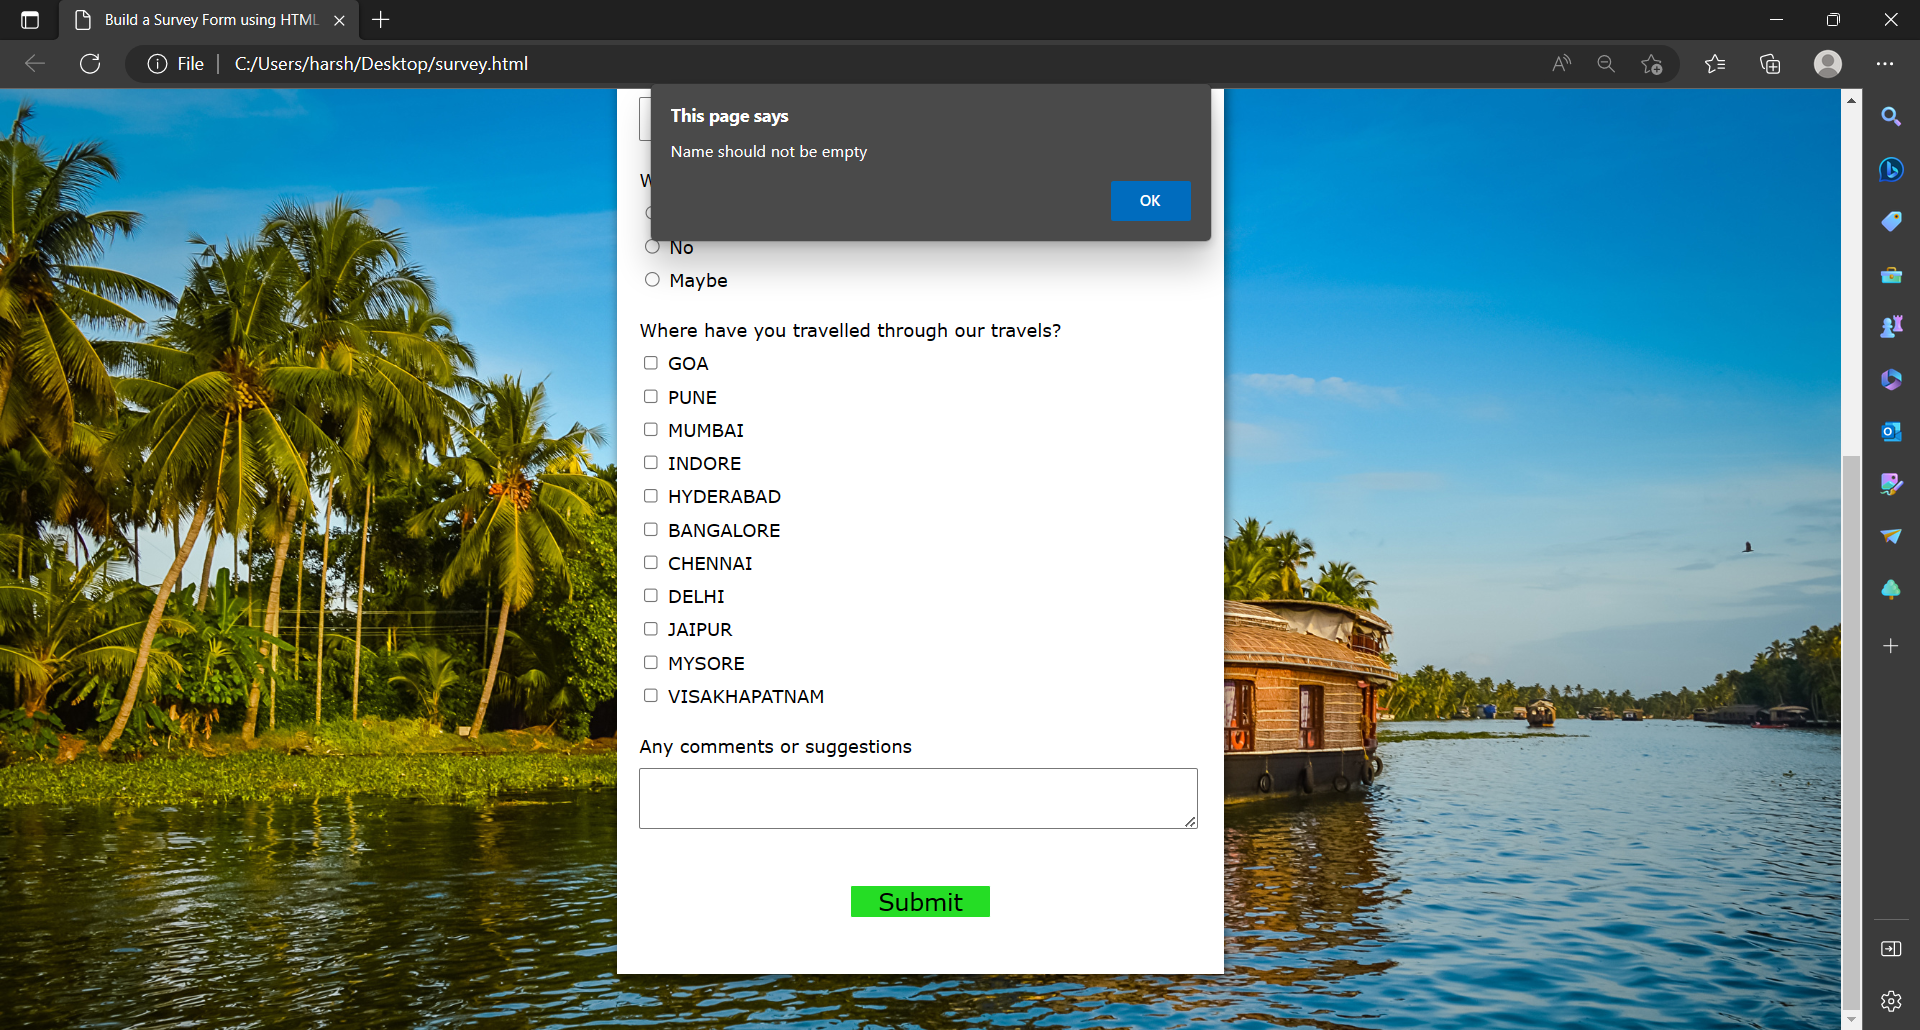 Build a Survey Form using HTML
File
C:/Users/harsh/Desktop/survey.html
This page says
Name should not be empty
OK
No
Maybe
Where have you travelled through our travels?
GOA
PUNE
MUMBAI
INDORE
HYDERABAD
BANGALORE
CHENNAI
DELHI
JAIPUR
MYSORE
VISAKHAPATNAM
Any comments or suggestions
Submit